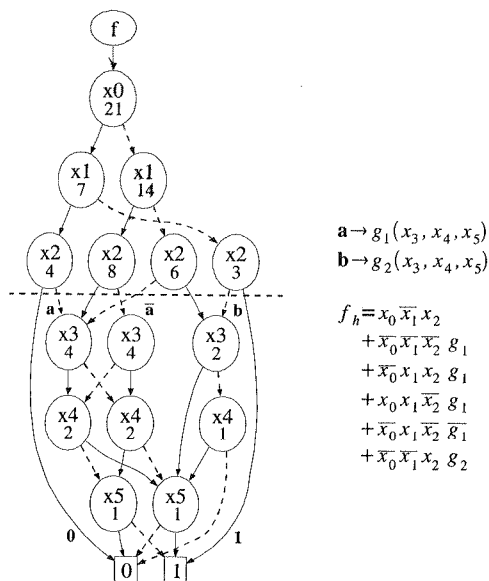 f
x0
21
x1
7
x1
14
x2
4
x2
8
x2
6
x2
3
a
a̅
b
x3
4
x3
4
x3
2
x4
2
x4
2
x4
1
x5
1
x5
1
0
1
0
1
a→g₁(x₃, x₄, x₅)
b→g₂(x₃, x₄, x₅)
f_h = x₀ x̅₁ x₂
+ x̅₀ x̅₁ x̅₂ g₁
+ x̅₀ x₁ x₂ g₁
+ x₀ x₁ x̅₂ g₁
+ x̅₀ x₁ x̅₂ g̅₁
+ x̅₀ x̅₁ x₂ g₂